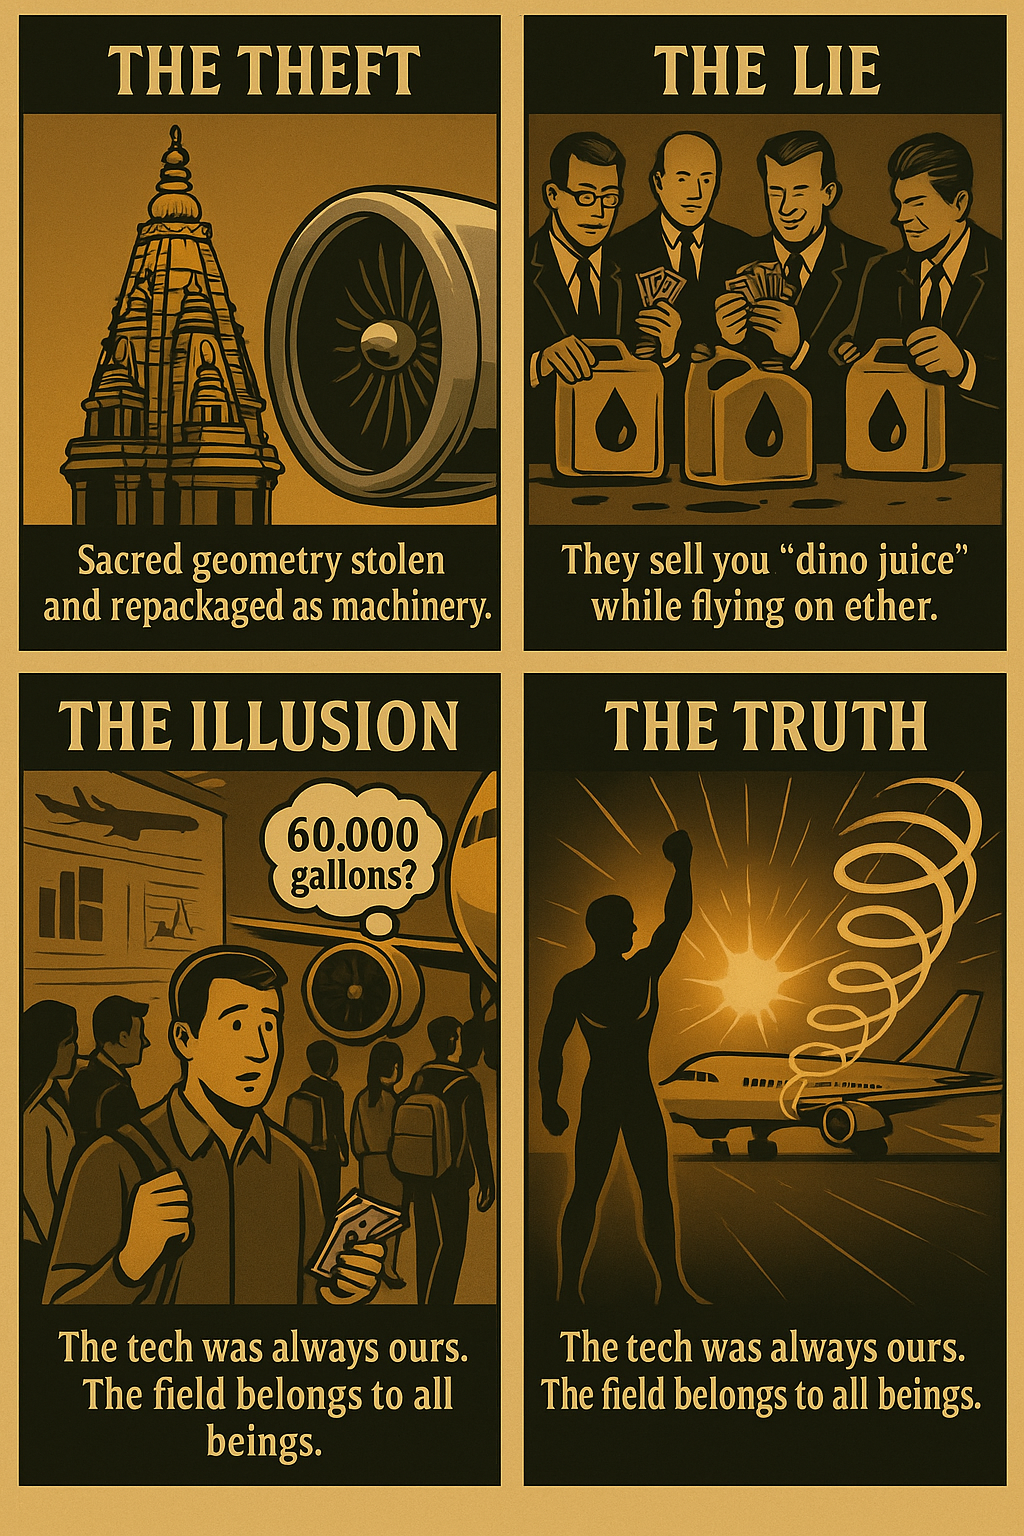 THE THEFT
Sacred geometry stolen
and repackaged as machinery.
THE LIE
They sell you “dino juice”
while flying on ether.
THE ILLUSION
60.000
gallons?
The tech was always ours.
The field belongs to all
beings.
THE TRUTH
The tech was always ours.
The field belongs to all beings.